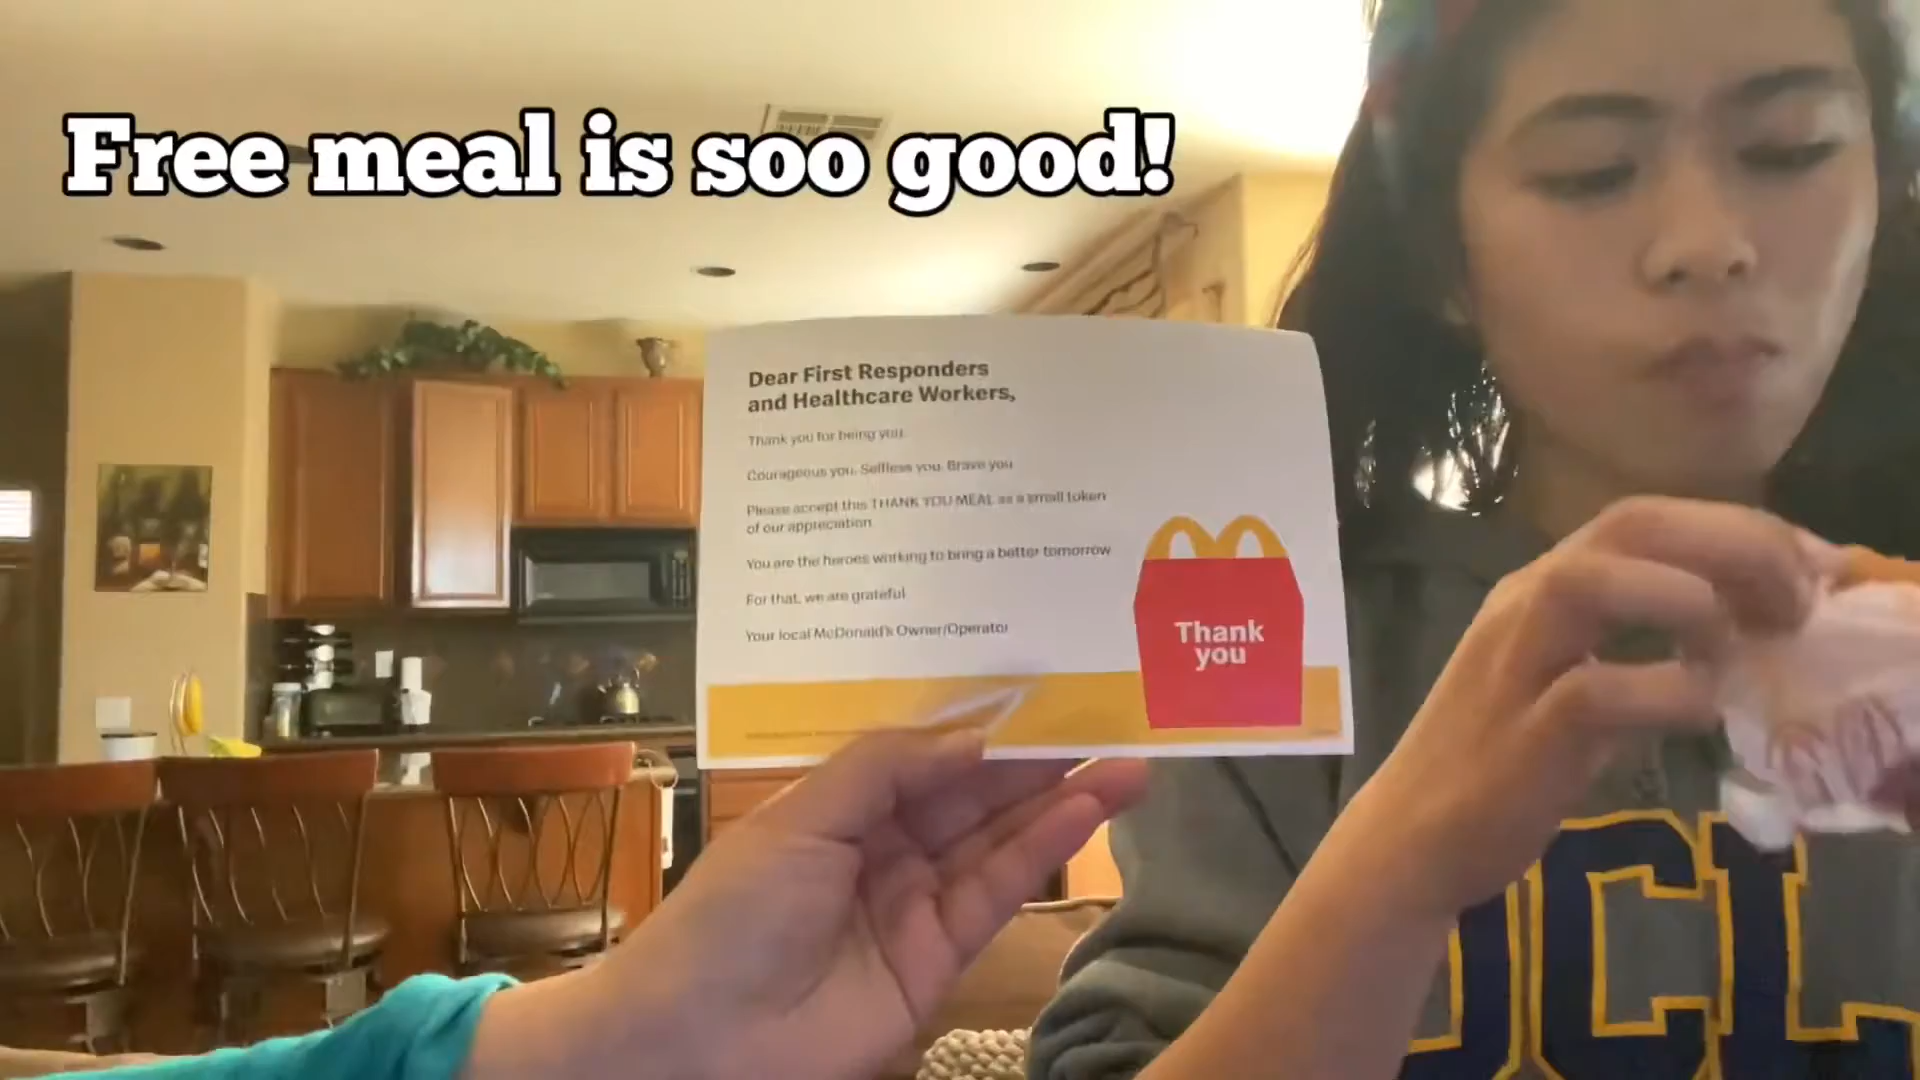 Free meal is soo good!
Dear First Responders
and Healthcare Workers,
Thank you for being you.
Courageous you. Selfless you. Brave you.
Please accept this THANK YOU MEAL as a small token
of our appreciation.
You are the heroes working to bring a better tomorrow.
For that, we are grateful.
Your local McDonald's Owner/Operator
Thank
you
UCL